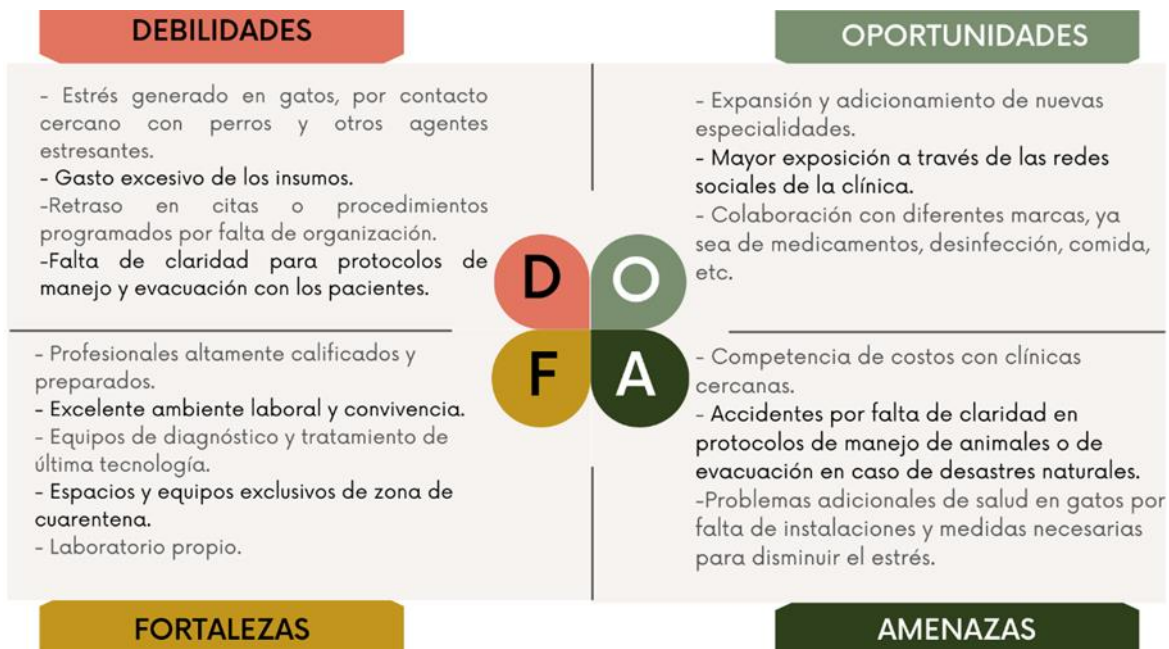 DEBILIDADES
- Estrés generado en gatos, por contacto
cercano con perros y otros agentes
estresantes.
- Gasto excesivo de los insumos.
-Retraso en citas o procedimientos
programados por falta de organización.
-Falta de claridad para protocolos de
manejo y evacuación con los pacientes.
OPORTUNIDADES
- Expansión y adicionamiento de nuevas
especialidades.
- Mayor exposición a través de las redes
sociales de la clínica.
- Colaboración con diferentes marcas, ya
sea de medicamentos, desinfección, comida,
etc.
D
O
F
A
- Profesionales altamente calificados y
preparados.
- Excelente ambiente laboral y convivencia.
- Equipos de diagnóstico y tratamiento de
última tecnología.
- Espacios y equipos exclusivos de zona de
cuarentena.
- Laboratorio propio.
FORTALEZAS
- Competencia de costos con clínicas
cercanas.
- Accidentes por falta de claridad en
protocolos de manejo de animales o de
evacuación en caso de desastres naturales.
-Problemas adicionales de salud en gatos por
falta de instalaciones y medidas necesarias
para disminuir el estrés.
AMENAZAS